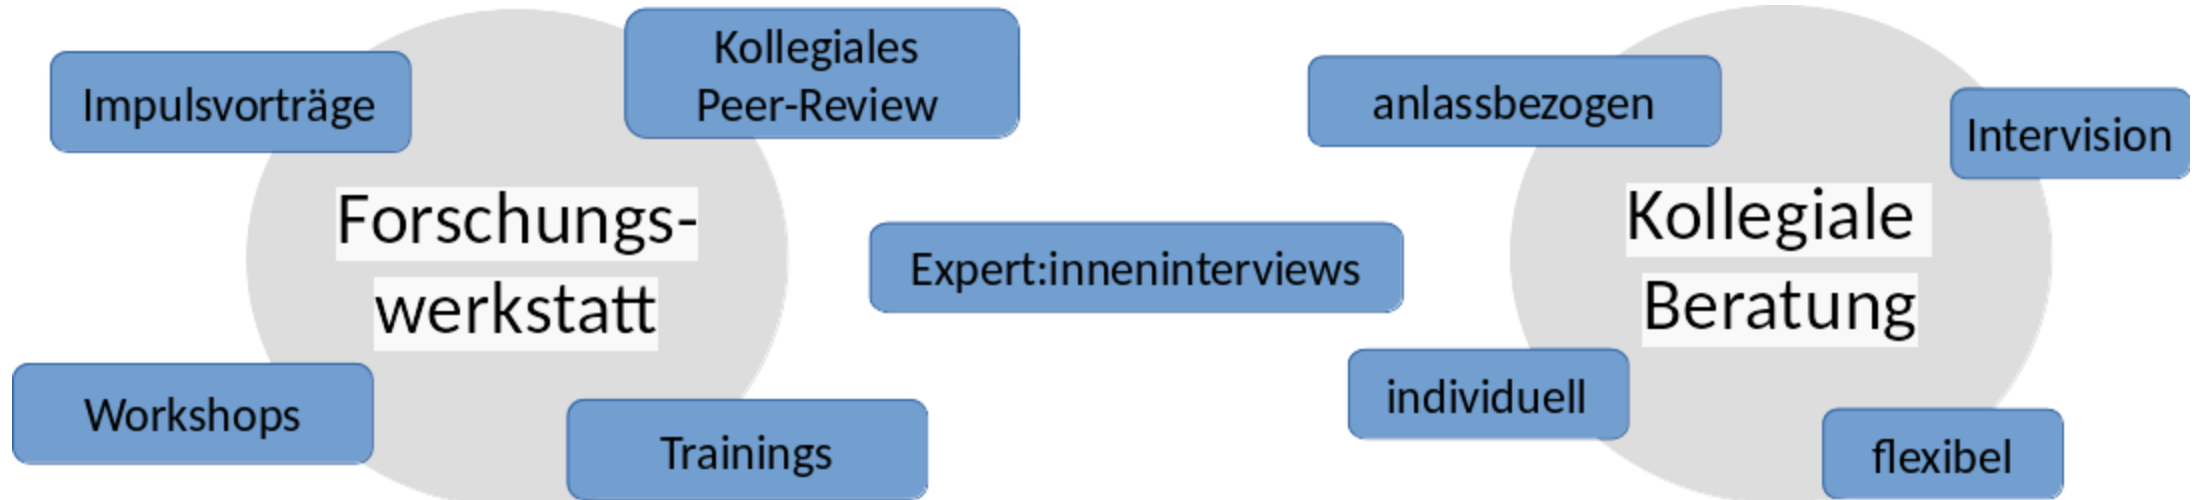 Impulsvorträge
Kollegiales
Peer-Review
Forschungs-
werkstatt
Workshops
Trainings
Expert:inneninterviews
anlassbezogen
Intervision
Kollegiale
Beratung
individuell
flexibel